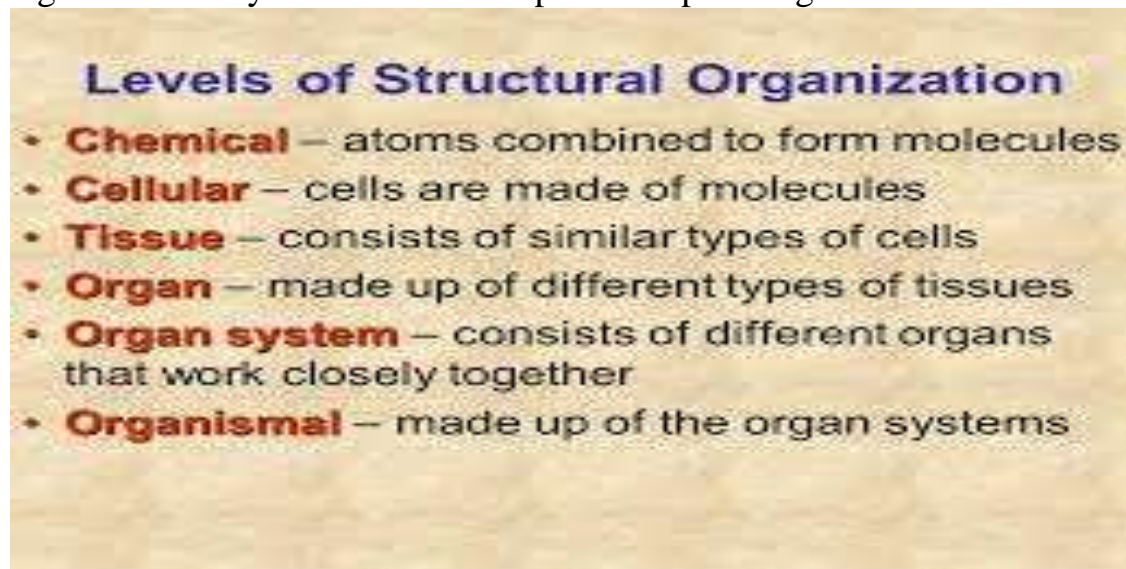 Levels of Structural Organization
• Chemical – atoms combined to form molecules
• Cellular – cells are made of molecules
• Tissue – consists of similar types of cells
• Organ – made up of different types of tissues
• Organ system – consists of different organs
that work closely together
• Organismal – made up of the organ systems